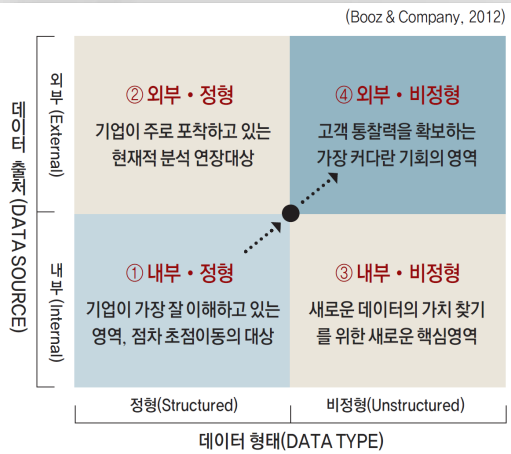 (Booz & Company, 2012)
데이터 출처(DATA SOURCE)
외부 (External)
② 외부・정형
기업이 주로 포착하고 있는
현재적 분석 연장대상
④ 외부・비정형
고객 통찰력을 확보하는
가장 커다란 기회의 영역
내부 (Internal)
① 내부・정형
기업이 가장 잘 이해하고 있는
영역, 점차 초점이동의 대상
③ 내부・비정형
새로운 데이터의 가치 찾기
를 위한 새로운 핵심영역
정형(Structured)
비정형(Unstructured)
데이터 형태(DATA TYPE)